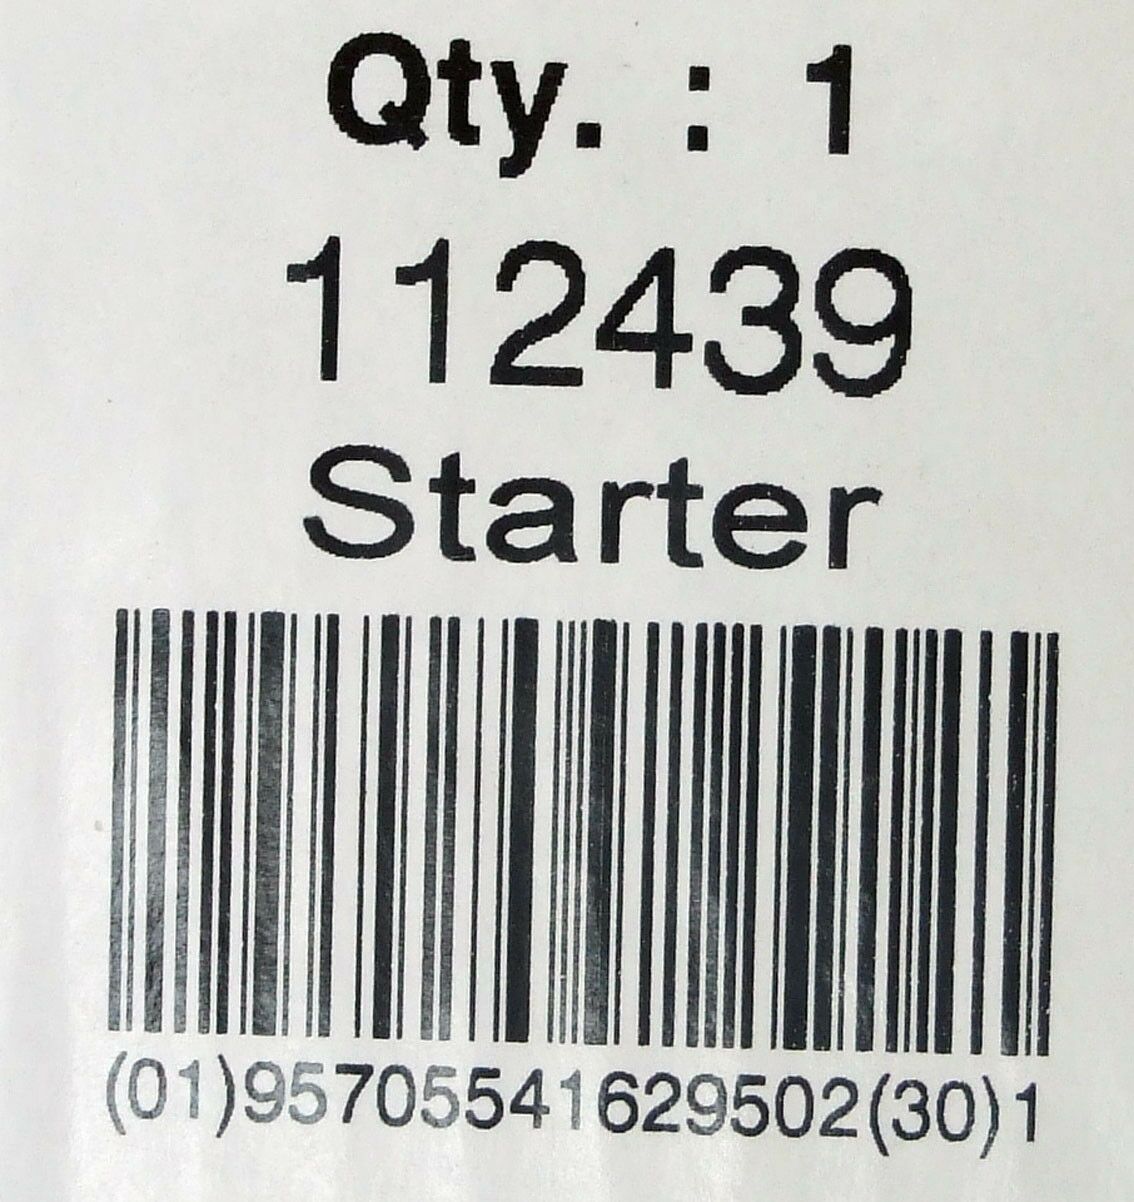 Qty. : 1
112439
Starter
(01)95705541629502(30)1